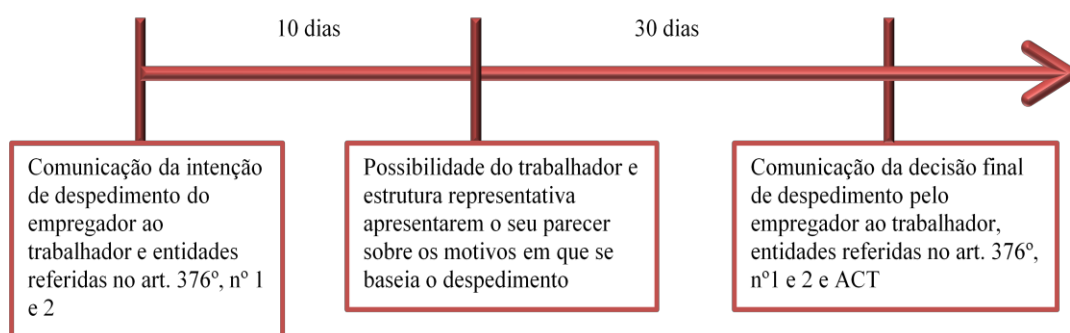 10 dias
30 dias
Comunicação da intenção
de despedimento do
empregador ao
trabalhador e entidades
referidas no art. 376º, nº 1
e 2
Possibilidade do trabalhador e
estrutura representativa
apresentarem o seu parecer
sobre os motivos em que se
baseia o despedimento
Comunicação da decisão final
de despedimento pelo
empregador ao trabalhador,
entidades referidas no art. 376º,
nº1 e 2 e ACT